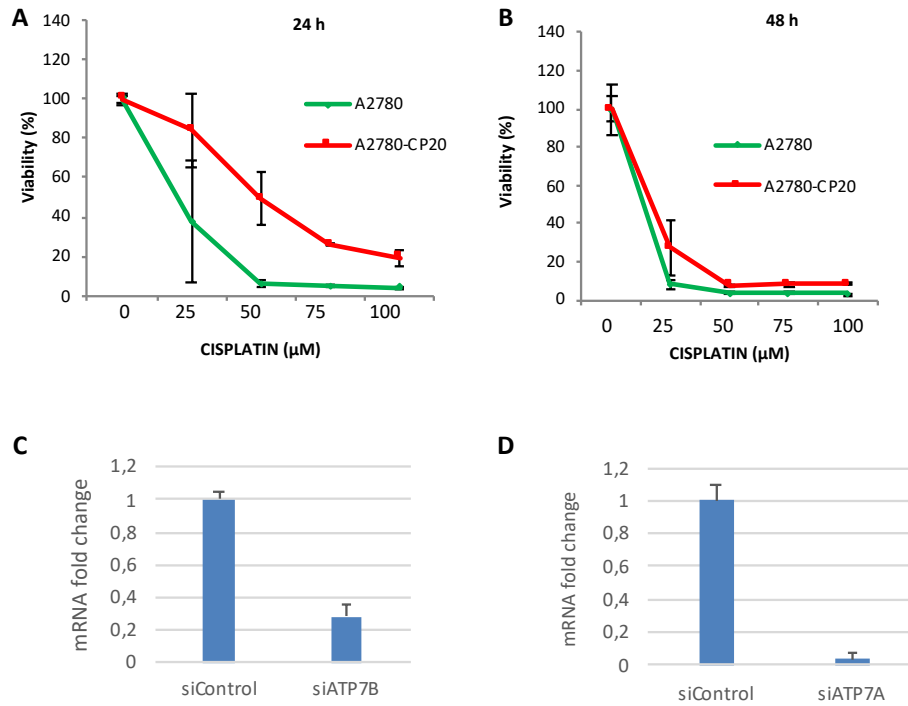 A
24 h
140
120
100
80
60
40
20
0
Viability (%)
A2780
A2780-CP20
0 25 50 75 100
CISPLATIN (µM)
B
48 h
140
120
100
80
60
40
20
0
Viability (%)
A2780
A2780-CP20
0 25 50 75 100
CISPLATIN (µM)
C
1,2
1
0,8
0,6
0,4
0,2
0
mRNA fold change
siControl siATP7B
D
1,2
1
0,8
0,6
0,4
0,2
0
mRNA fold change
siControl siATP7A